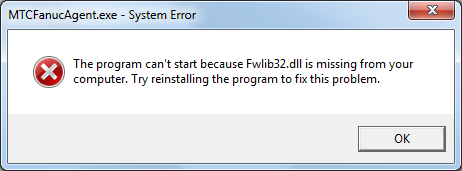 MTCFanucAgent.exe - System Error
The program can't start because Fwlib32.dll is missing from your
computer. Try reinstalling the program to fix this problem.
OK